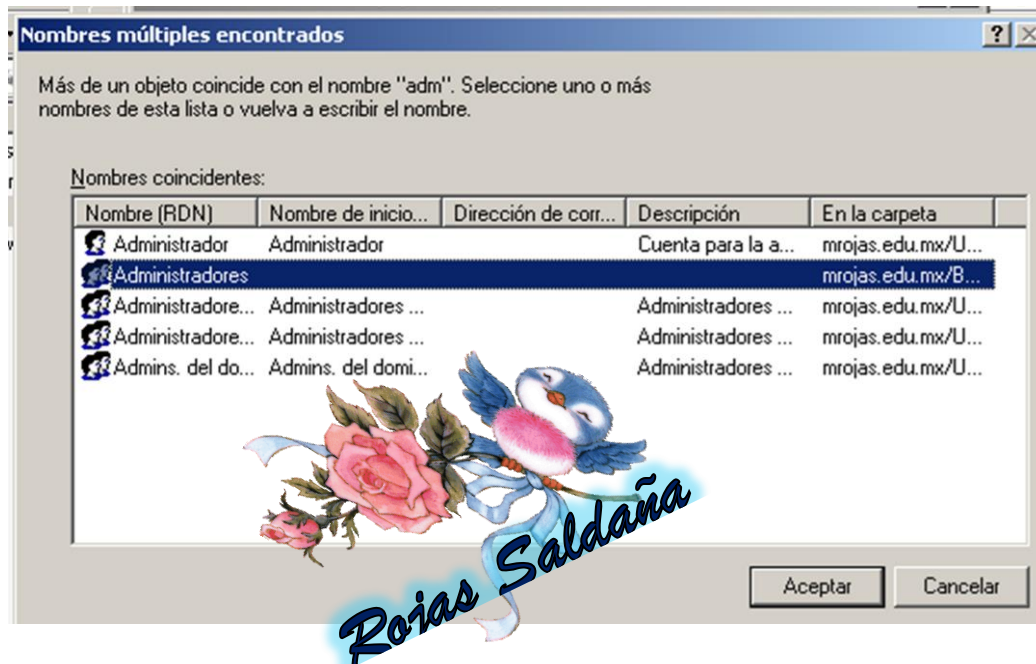 Nombres múltiples encontrados
Más de un objeto coincide con el nombre "adm". Seleccione uno o más
nombres de esta lista o vuelva a escribir el nombre.
Nombres coincidentes:
Nombre (RDN) Nombre de inicio... Dirección de corr... Descripción En la carpeta
Administrador Administrador Cuenta para la a... mrojas.edu.mx/U...
Administradores mrojas.edu.mx/B...
Administradore... Administradores ... Administradores ... mrojas.edu.mx/U...
Administradore... Administradores ... Administradores ... mrojas.edu.mx/U...
Admins. del do... Admins. del domi... Administradores ... mrojas.edu.mx/U...
Rojas Saldaña
Aceptar Cancelar